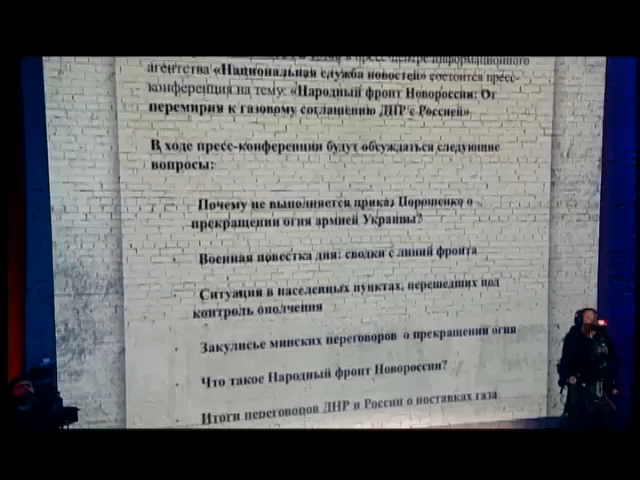 в пресс-центре информационного
агентства «Национальная служба новостей» состоится пресс-
конференция на тему: «Народный фронт Новороссии: От
перемирия к газовому соглашению ДНР с Россией»
В ходе пресс-конференции будут обсуждаться следующие
вопросы:
Почему не выполняется приказ Порошенко о
прекращении огня армией Украины?
Военная повестка дня: сводки с линий фронта
Ситуация в населенных пунктах, перешедших под
контроль ополчения
Закулисье минских переговоров о прекращении огня
Что такое Народный фронт Новороссии?
Итоги переговоров ДНР и России о поставках газа